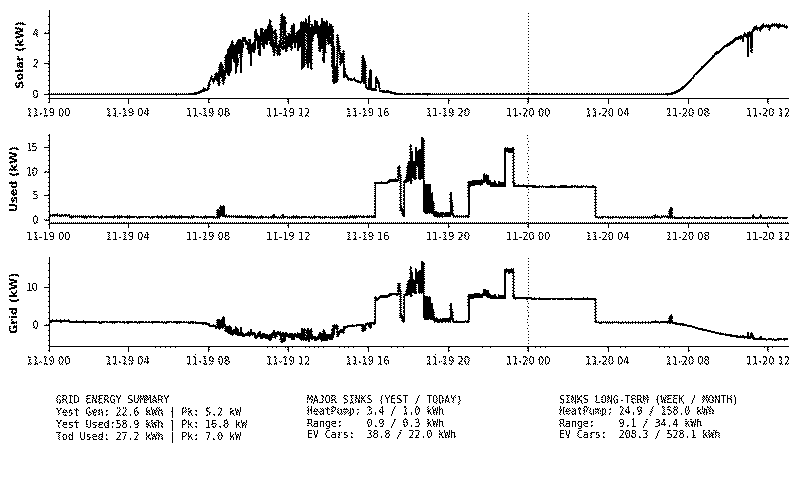 Solar (kW)
4
2
0
11-19 00 11-19 04 11-19 08 11-19 12 11-19 16 11-19 20 11-20 00 11-20 04 11-20 08 11-20 12
Used (kW)
15
10
5
0
11-19 00 11-19 04 11-19 08 11-19 12 11-19 16 11-19 20 11-20 00 11-20 04 11-20 08 11-20 12
Grid (kW)
10
0
11-19 00 11-19 04 11-19 08 11-19 12 11-19 16 11-19 20 11-20 00 11-20 04 11-20 08 11-20 12
GRID ENERGY SUMMARY
Yest Gen: 22.6 kWh | Pk: 5.2 kW
Yest Used:58.9 kWh | Pk: 16.8 kW
Tod Used: 27.2 kWh | Pk: 7.0 kW
MAJOR SINKS (YEST / TODAY)
HeatPump: 3.4 / 1.0 kWh
Range: 0.9 / 0.3 kWh
EV Cars: 38.8 / 22.0 kWh
SINKS LONG-TERM (WEEK / MONTH)
HeatPump: 24.9 / 158.0 kWh
Range: 9.1 / 34.4 kWh
EV Cars: 208.3 / 528.1 kWh